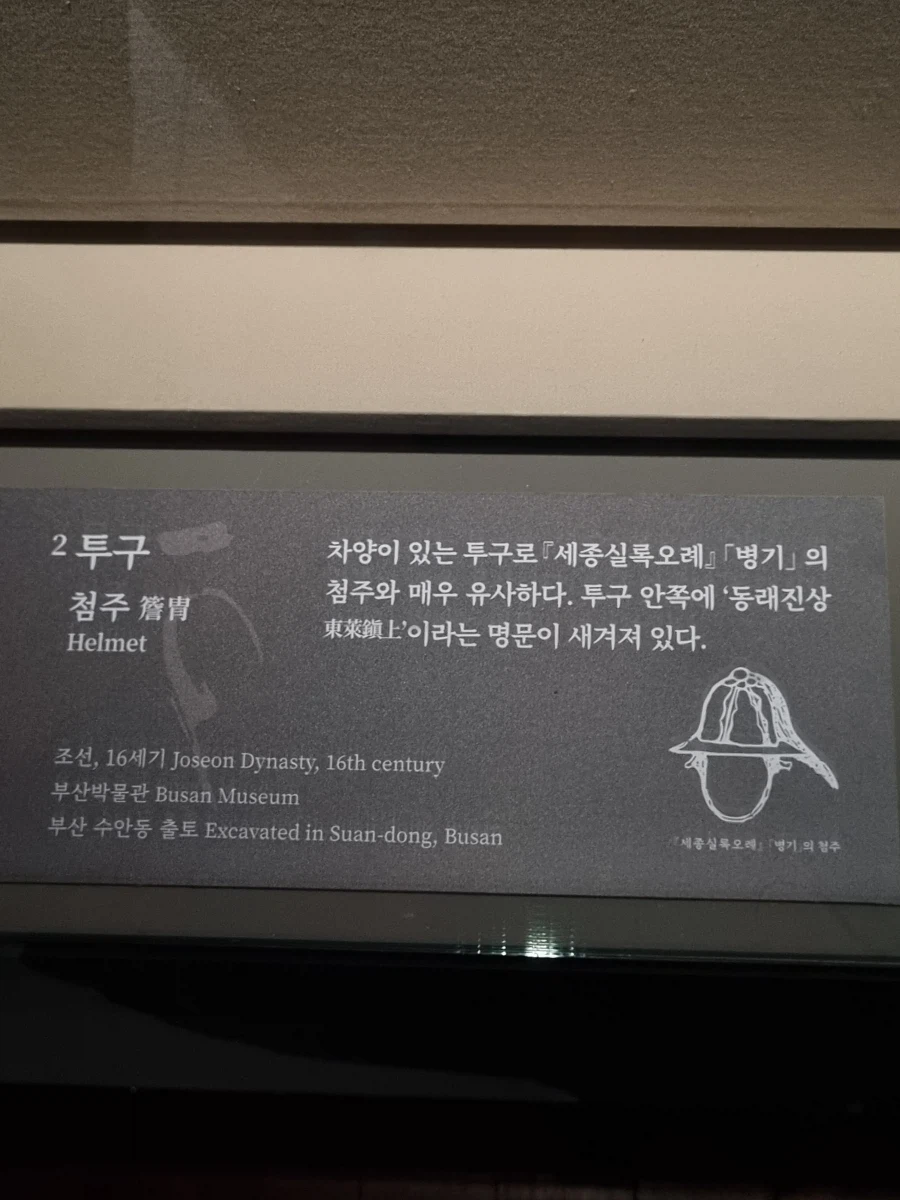 2 투구
첨주 簷冑
Helmet
차양이 있는 투구로『세종실록오례』「병기」의
첨주와 매우 유사하다. 투구 안쪽에 ‘동래진상
東萊鎭上’이라는 명문이 새겨져 있다.
조선, 16세기 Joseon Dynasty, 16th century
부산박물관 Busan Museum
부산 수안동 출토 Excavated in Suan-dong, Busan
『세종실록오례』「병기」의 첨주